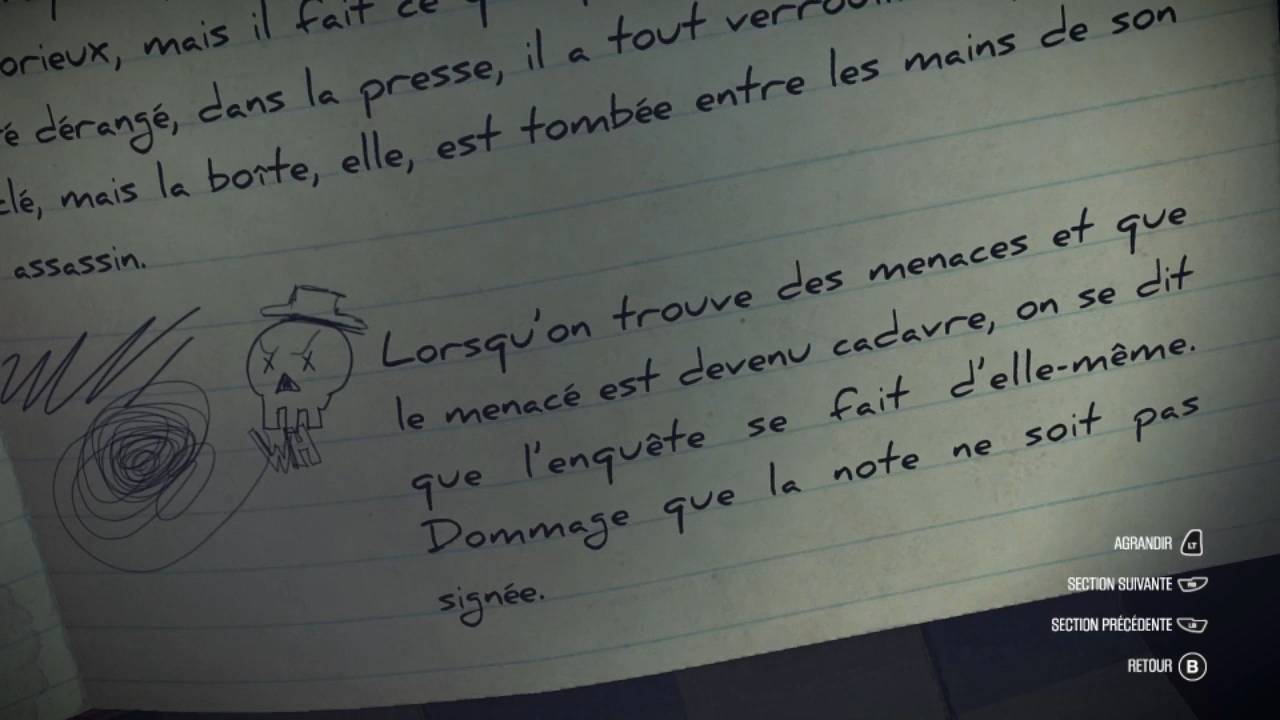 orieux, mais il fait ce
é dérangé, dans la presse, il a tout
clé, mais la boîte, elle, est tombée entre les mains de son
assassin.
Lorsqu'on trouve des menaces et que
le menacé est devenu cadavre, on se dit
que l'enquête se fait d'elle-même.
Dommage que la note ne soit pas
signée.
WH
AGRANDIR LT
SECTION SUIVANTE RB
SECTION PRÉCÉDENTE LB
RETOUR B